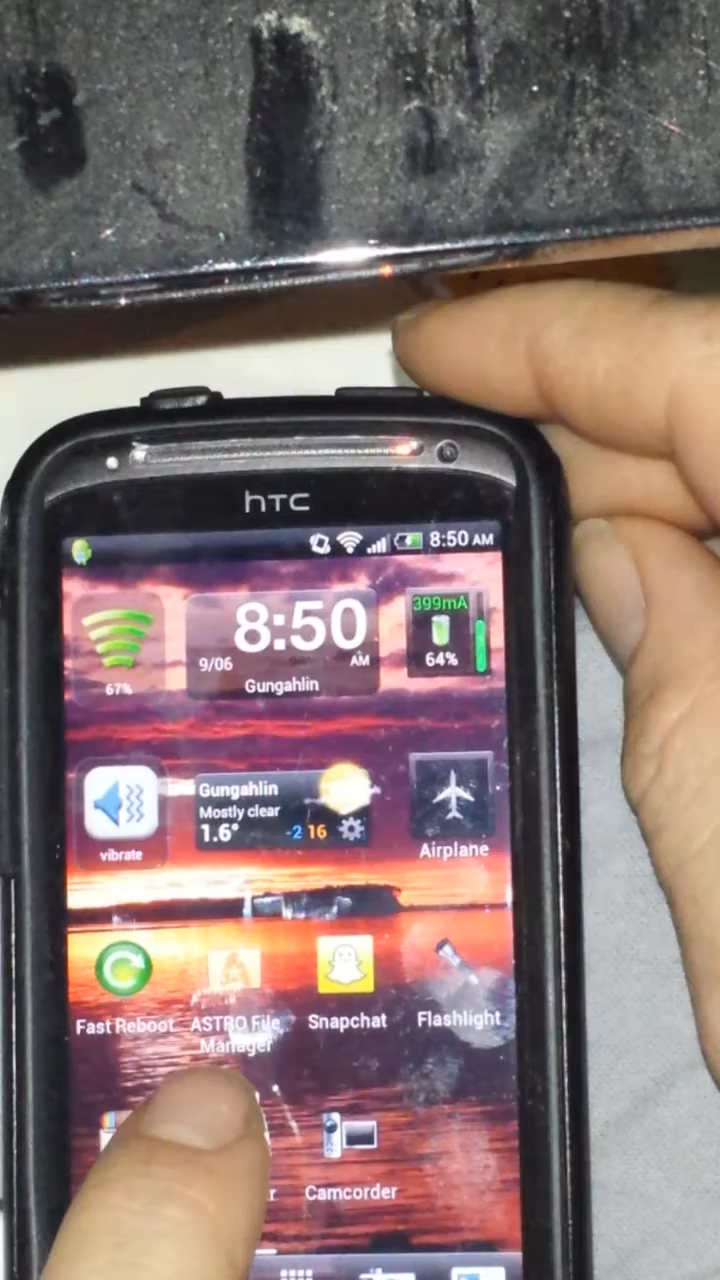 hTC
8:50 AM
399mA
8:50
9/06
AM
64%
67%
Gungahlin
Gungahlin
Mostly clear
1.6°
-2 16
vibrate
Airplane
Fast Reboot
ASTRO File
Manager
Snapchat
Flashlight
Camcorder